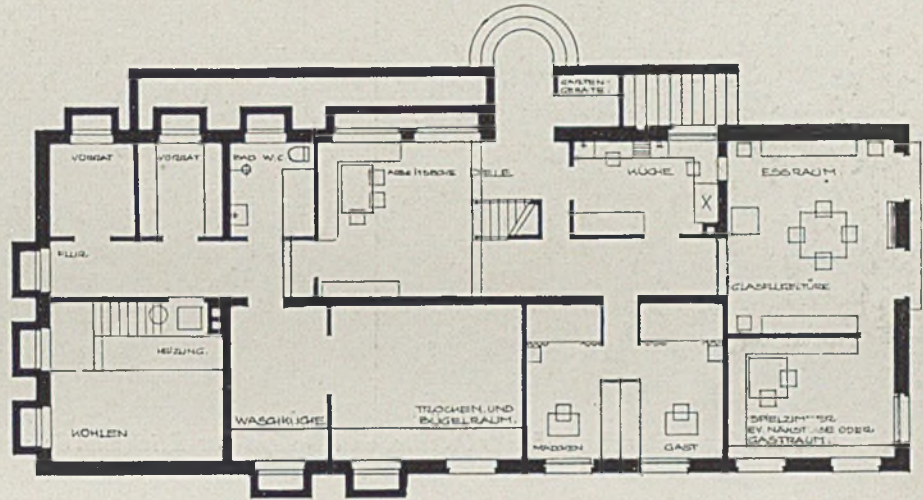 GARTEN-
GERÄTE.
VORRAT
VORRAT
BAD W.C
DIELE
KÜCHE
ESSRAUM.
FLUR.
GLASFLÜGELTÜRE
HEIZUNG.
WASCHKÜCHE
TROCKEN. UND
BÜGELRAUM.
KOHLEN
MÄDCHEN
GAST
SPIELZIMMER
EV. ODER
GASTRAUM.